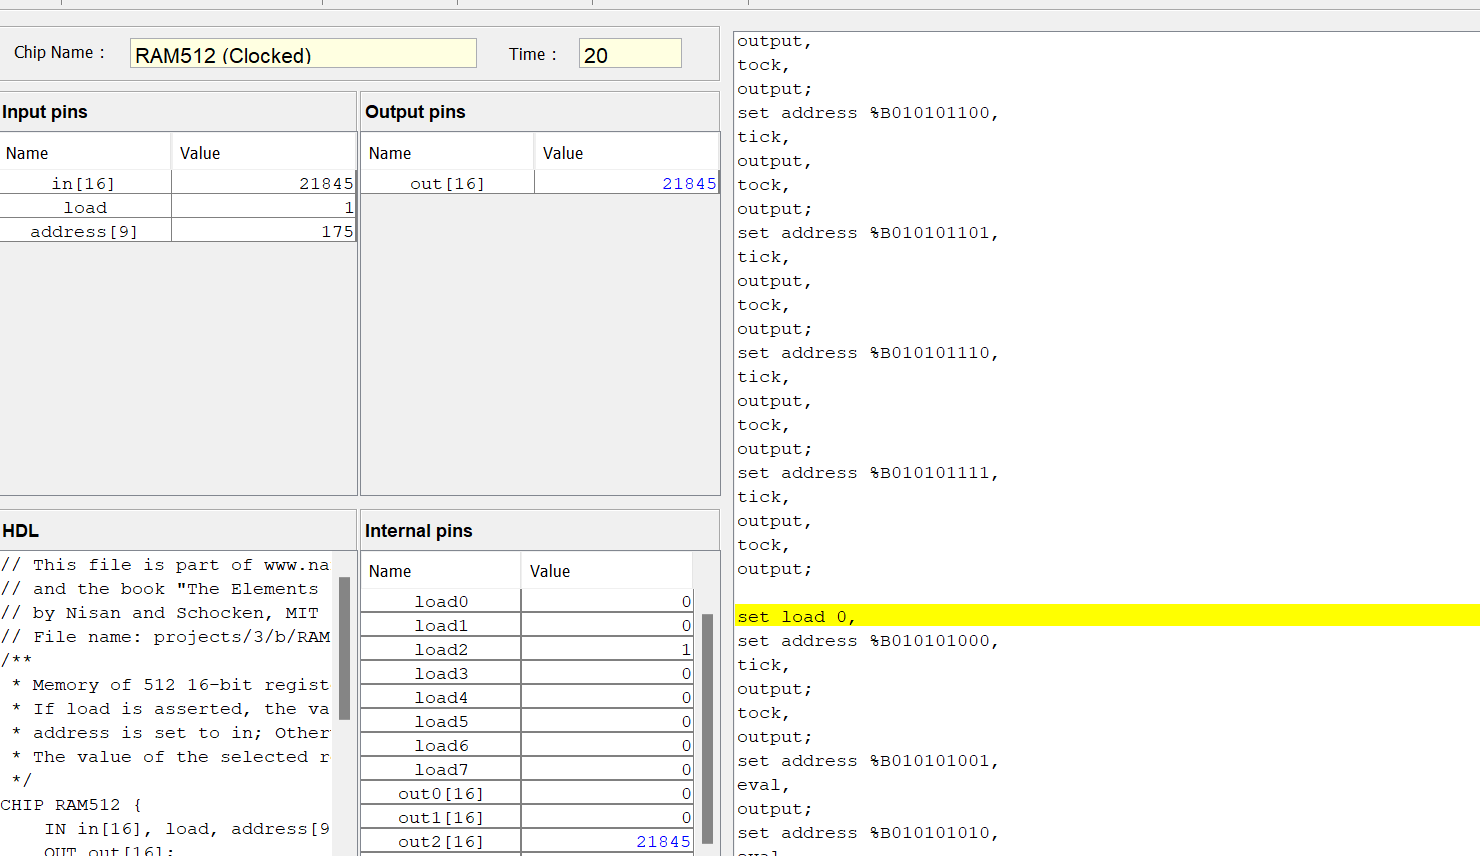 Chip Name :
RAM512 (Clocked)
Time :
20
Input pins
Name Value
in[16] 21845
load 1
address[9] 175
Output pins
Name Value
out[16] 21845
HDL
// This file is part of www.na
// and the book "The Elements
// by Nisan and Schocken, MIT
// File name: projects/3/b/RAM
/**
 * Memory of 512 16-bit regist
 * If load is asserted, the va
 * address is set to in; Other
 * The value of the selected r
 */
CHIP RAM512 {
    IN in[16], load, address[9
    OUT out[16];
Internal pins
Name Value
load0 0
load1 0
load2 1
load3 0
load4 0
load5 0
load6 0
load7 0
out0[16] 0
out1[16] 0
out2[16] 21845
output,
tock,
output;
set address %B010101100,
tick,
output,
tock,
output;
set address %B010101101,
tick,
output,
tock,
output;
set address %B010101110,
tick,
output,
tock,
output;
set address %B010101111,
tick,
output,
tock,
output;
set load 0,
set address %B010101000,
tick,
output;
tock,
output;
set address %B010101001,
eval,
output;
set address %B010101010,
eval,